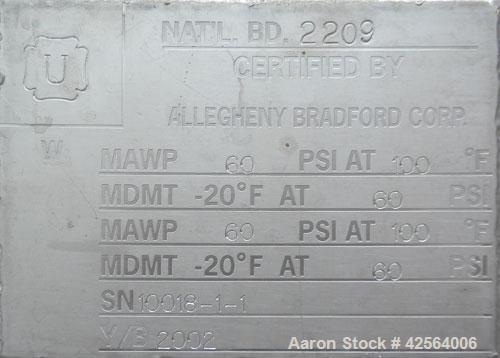 U
NAT'L. BD. 2209
CERTIFIED BY
ALLEGHENY BRADFORD CORP.
W
MAWP 60 PSI AT 100 °F
MDMT -20°F AT 60 PSI
MAWP 60 PSI AT 100 °F
MDMT -20°F AT 60 PSI
SN 10018-1-1
Y/B 2002
Aaron Stock # 42564006